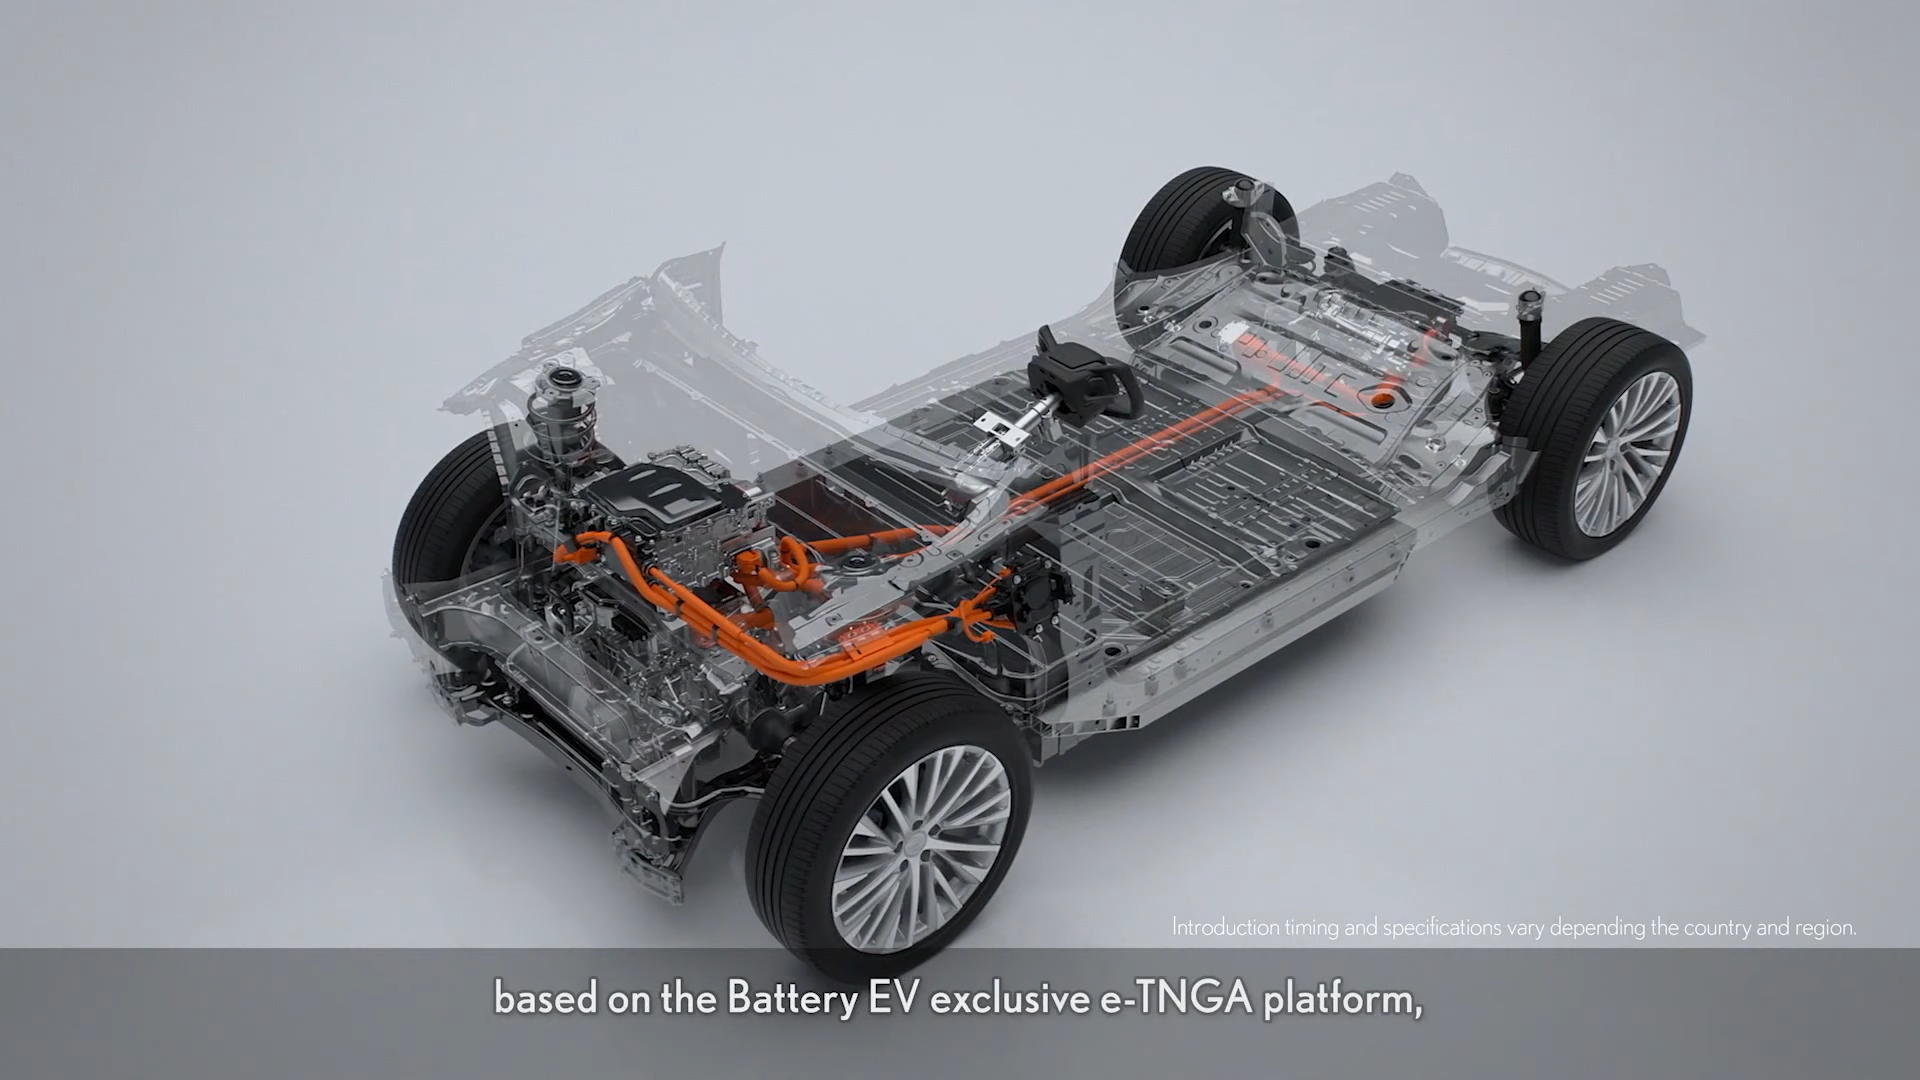 Introduction timing and specifications vary depending the country and region.
based on the Battery EV exclusive e-TNGA platform,